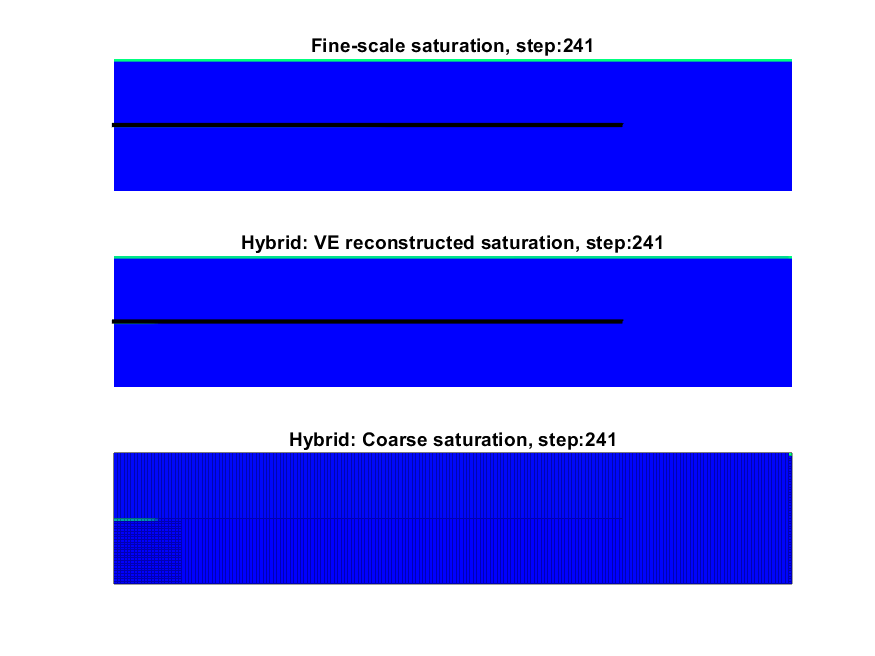 Fine-scale saturation, step:241
Hybrid: VE reconstructed saturation, step:241
Hybrid: Coarse saturation, step:241